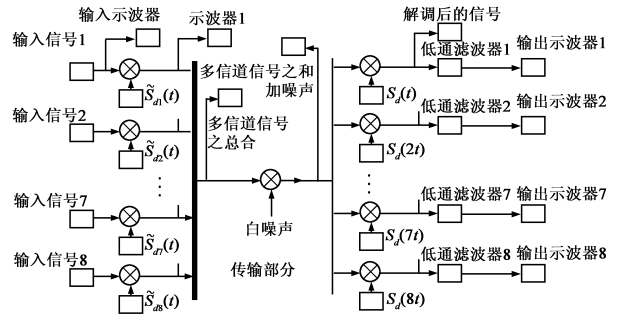 输入示波器
示波器1
解调后的信号
输入信号1
低通滤波器1
输出示波器1
多信道信号之和
加噪声
S̃d1(t)
Sd(t)
输入信号2
多信道信号
之总合
低通滤波器2
输出示波器2
S̃d2(t)
Sd(2t)
⋮
⋮
输入信号7
低通滤波器7
输出示波器7
白噪声
S̃d7(t)
Sd(7t)
输入信号8
传输部分
低通滤波器8
输出示波器8
S̃d8(t)
Sd(8t)